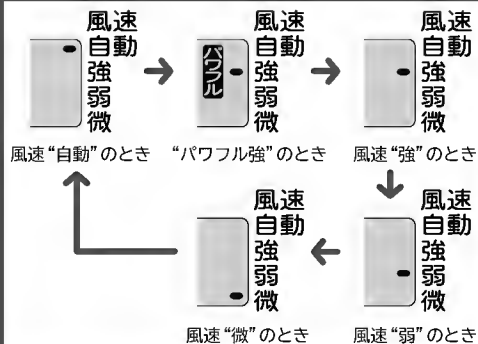 風速
自動
強
弱
微
風速“自動”のとき
風速
自動
パワフル
強
弱
微
“パワフル強”のとき
風速
自動
強
弱
微
風速“強”のとき
風速
自動
強
弱
微
風速“微”のとき
風速
自動
強
弱
微
風速“弱”のとき